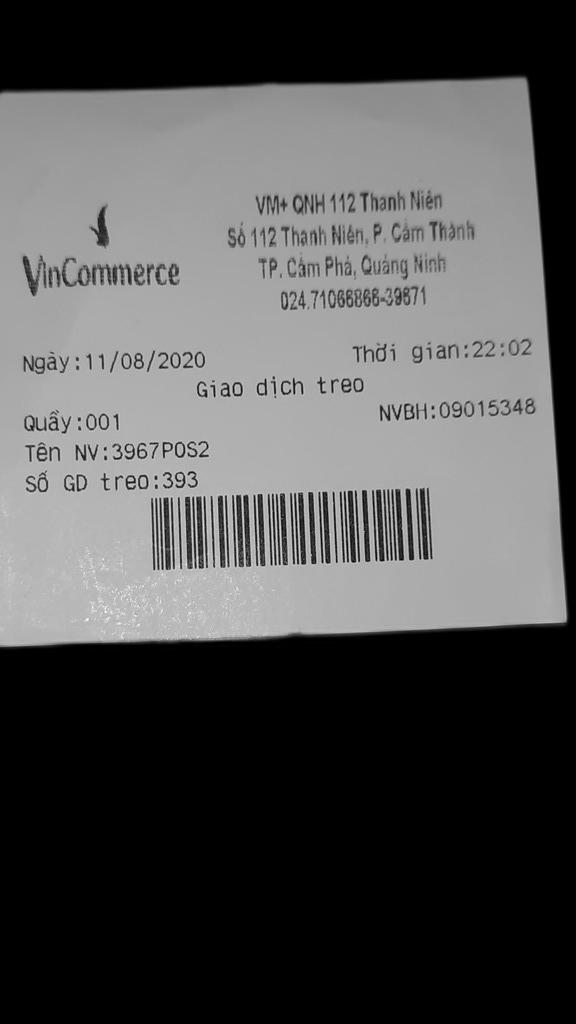 VinCommerce
VM+ QNH 112 Thanh Niên
Số 112 Thanh Niên, P. Cẩm Thành
TP. Cẩm Phả, Quảng Ninh
024.71066866-39671
Ngày:11/08/2020 Thời gian:22:02
Giao dịch treo
Quầy:001 NVBH:09015348
Tên NV:3967POS2
Số GD treo:393